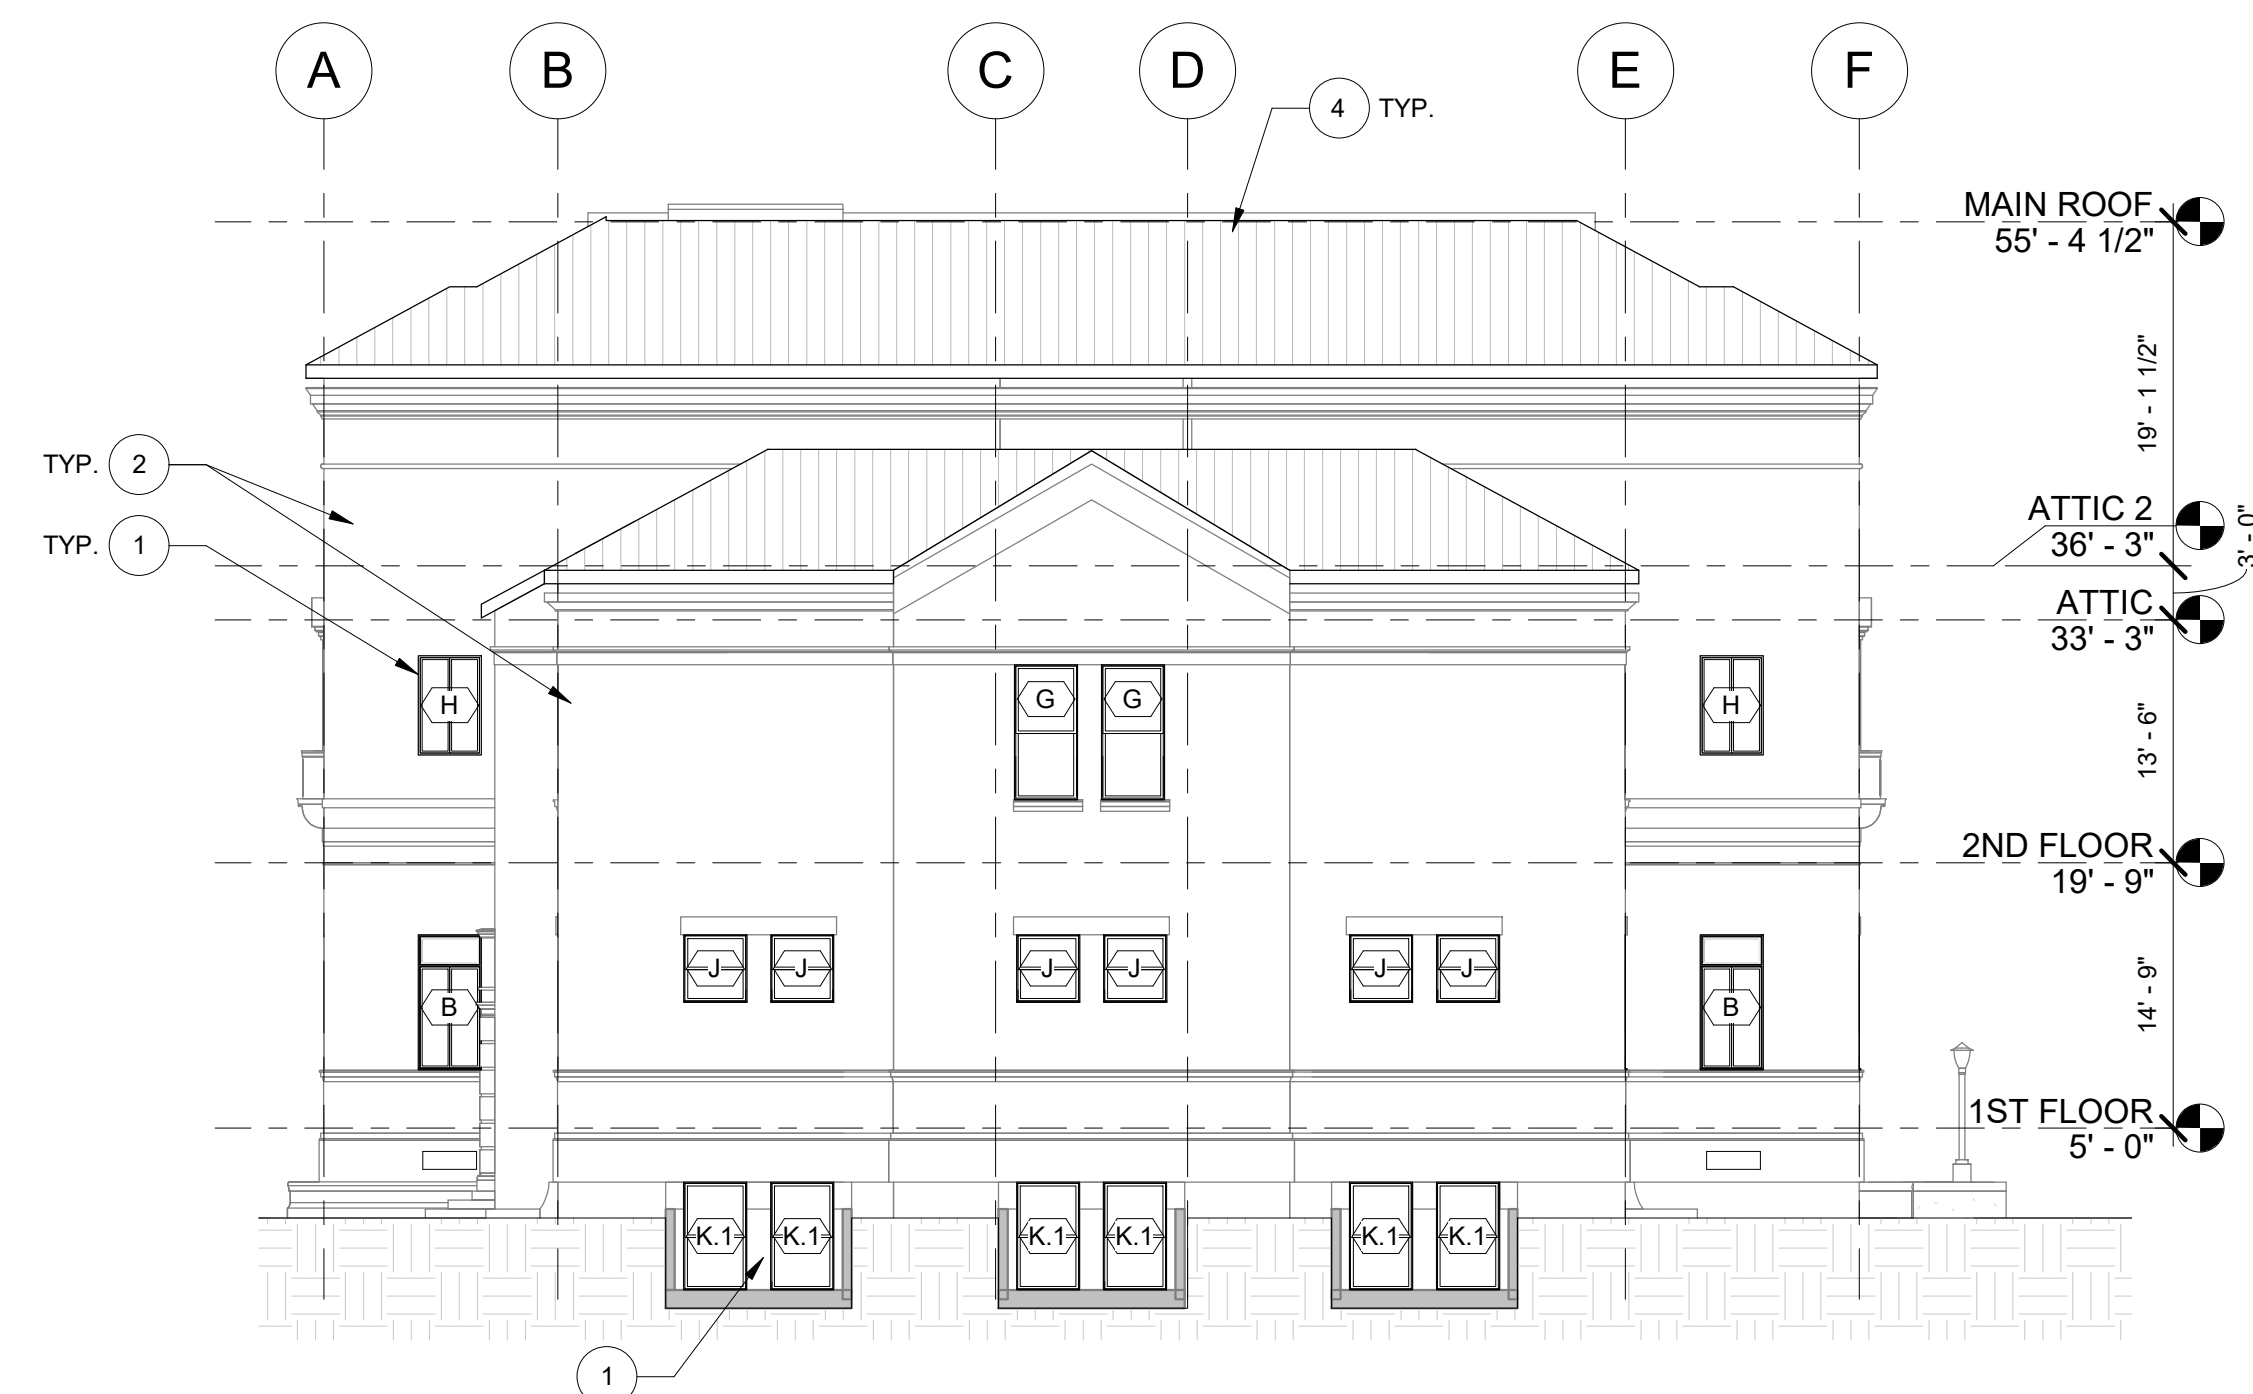 A B C D E F
4 TYP.
MAIN ROOF
55' - 4 1/2"
19' - 1 1/2"
TYP. 2
TYP. 1
ATTIC 2
36' - 3"
3' - 0"
ATTIC
33' - 3"
H G G H
13' - 6"
2ND FLOOR
19' - 9"
J J J J J J
B B
14' - 9"
1ST FLOOR
5' - 0"
K.1 K.1 K.1 K.1 K.1 K.1
1